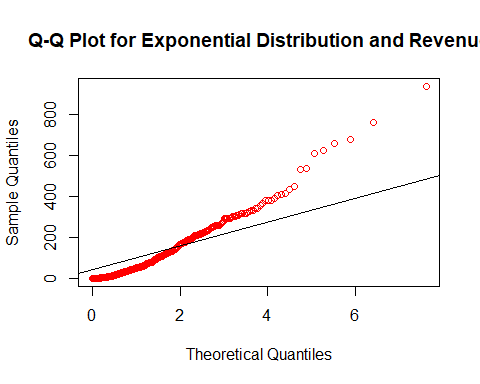 Q-Q Plot for Exponential Distribution and Revenu
800
600
400
200
0
Sample Quantiles
0 2 4 6
Theoretical Quantiles